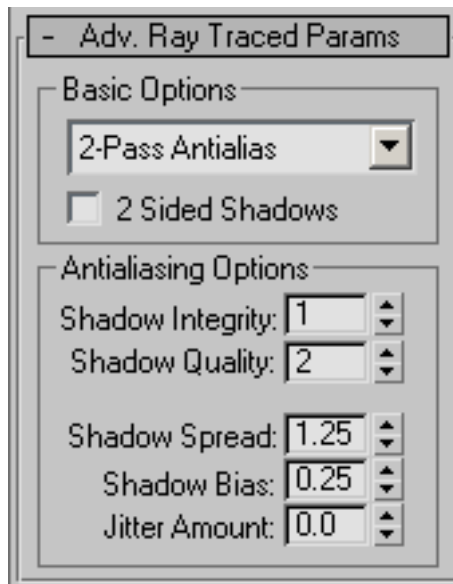 - Adv. Ray Traced Params
Basic Options
2-Pass Antialias
2 Sided Shadows
Antialiasing Options
Shadow Integrity: 1
Shadow Quality: 2
Shadow Spread: 1.25
Shadow Bias: 0.25
Jitter Amount: 0.0